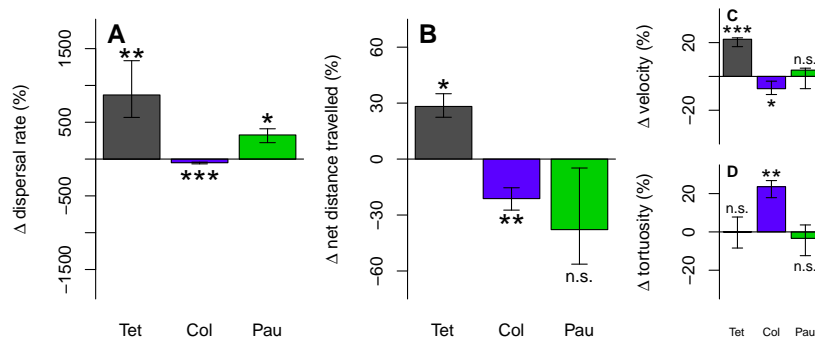 A
Δ dispersal rate (%)
1500
500
−500
−1500
**
***
*
Tet Col Pau
B
Δ net distance travelled (%)
60
30
0
−30
−60
*
**
n.s.
Tet Col Pau
C
Δ velocity (%)
20
−20
***
*
n.s.
D
Δ tortuosity (%)
20
0
−20
n.s.
**
n.s.
Tet Col Pau